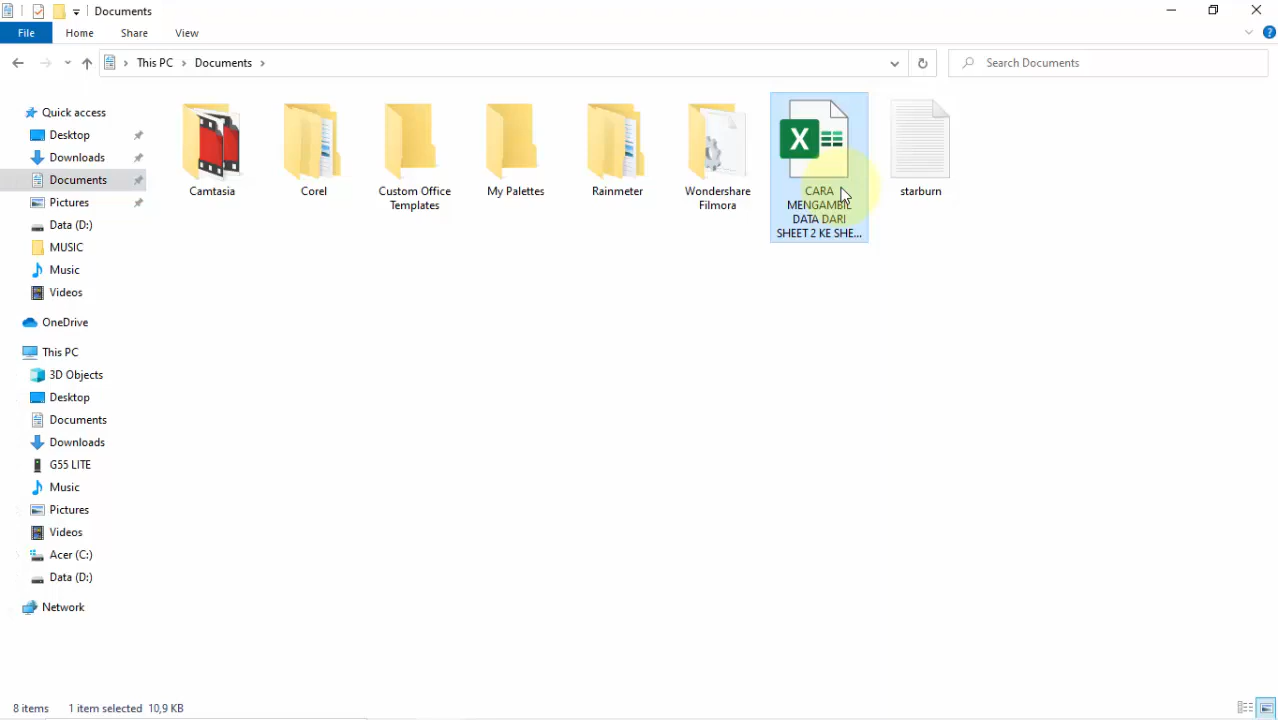 Documents
File
Home
Share
View
This PC
Documents
Search Documents
Quick access
Desktop
Downloads
Documents
Pictures
Data (D:)
MUSIC
Music
Videos
OneDrive
This PC
3D Objects
Desktop
Documents
Downloads
G55 LITE
Music
Pictures
Videos
Acer (C:)
Data (D:)
Network
Camtasia
Corel
Custom Office
Templates
My Palettes
Rainmeter
Wondershare
Filmora
X
CARA
MENGAMBIL
DATA DARI
SHEET 2 KE SHE...
starburn
8 items
1 item selected
10,9 KB